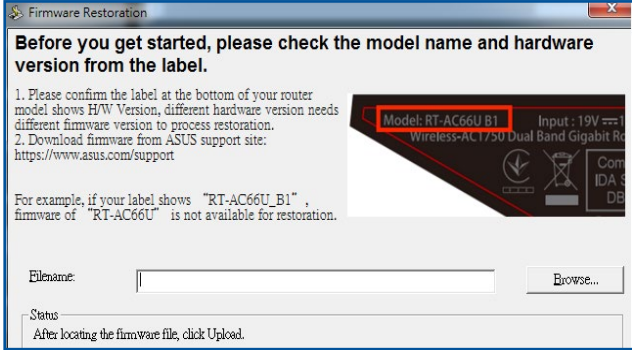 Firmware Restoration
Before you get started, please check the model name and hardware
version from the label.
1. Please confirm the label at the bottom of your router
model shows H/W Version, different hardware version needs
different firmware version to process restoration.
2. Download firmware from ASUS support site:
https://www.asus.com/support
For example, if your label shows “RT-AC66U_B1”,
firmware of “RT-AC66U” is not available for restoration.
Model: RT-AC66U B1 Input : 19V
Wireless-AC1750 Dual Band Gigabit
Com
IDA
DB
Filename:
Browse...
Status
After locating the firmware file, click Upload.